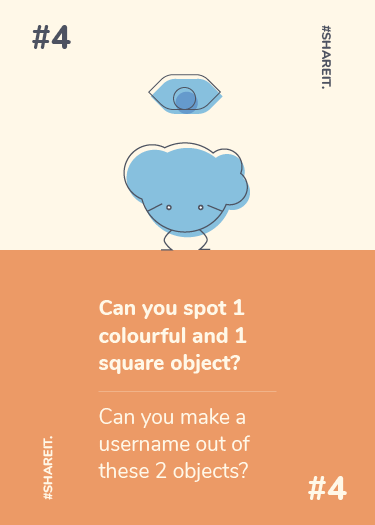 #4
#SHAREIT.
Can you spot 1
colourful and 1
square object?
Can you make a
username out of
these 2 objects?
#SHAREIT.
#4